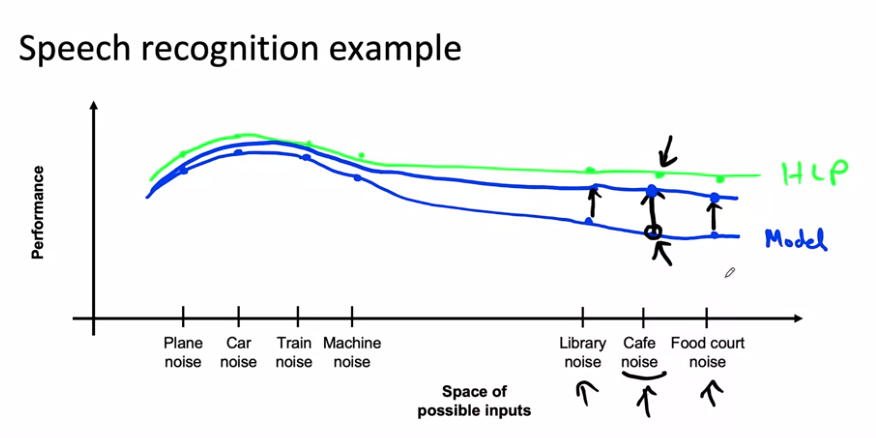 Speech recognition example
Performance
HLP
Model
Plane noise
Car noise
Train noise
Machine noise
Library noise
Cafe noise
Food court noise
Space of
possible inputs